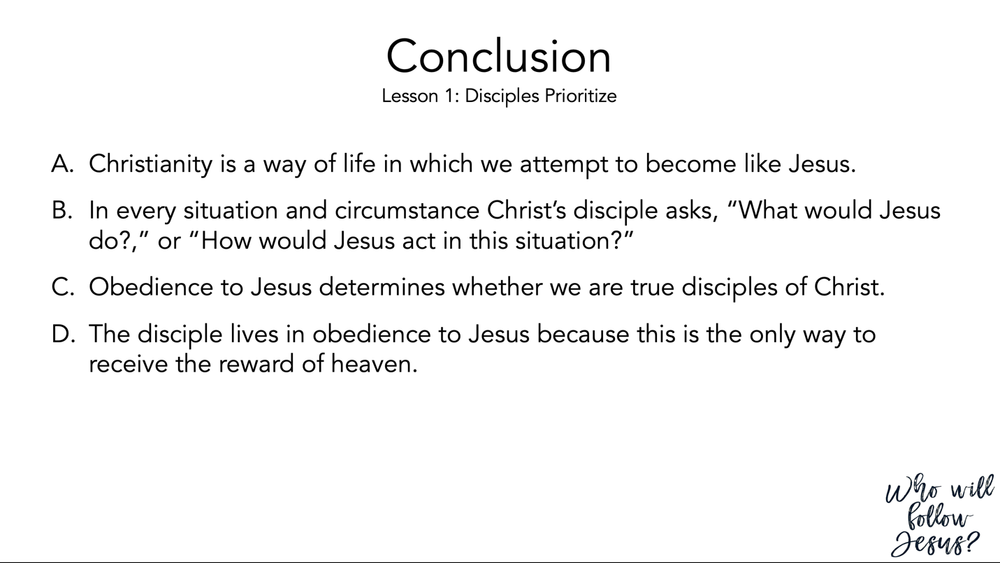 Conclusion
Lesson 1: Disciples Prioritize
A. Christianity is a way of life in which we attempt to become like Jesus.
B. In every situation and circumstance Christ’s disciple asks, “What would Jesus
do?,” or “How would Jesus act in this situation?”
C. Obedience to Jesus determines whether we are true disciples of Christ.
D. The disciple lives in obedience to Jesus because this is the only way to
receive the reward of heaven.
Who will
follow
Jesus?